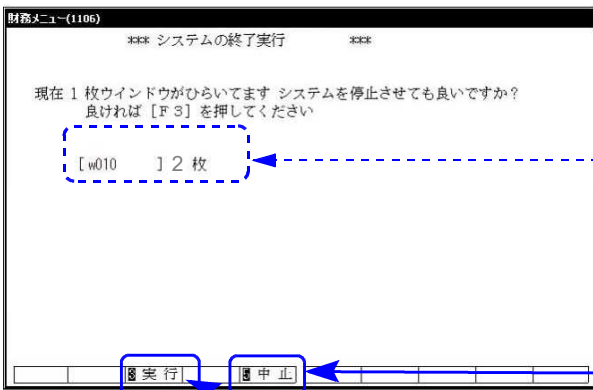 財務メニュー(1106)
*** システムの終了実行 ***
現在 1 枚ウインドウがひらいてます システムを停止させても良いですか？
良ければ [Ｆ３] を押してください
[ w010 ] 2 枚
3 実 行 5 中 止